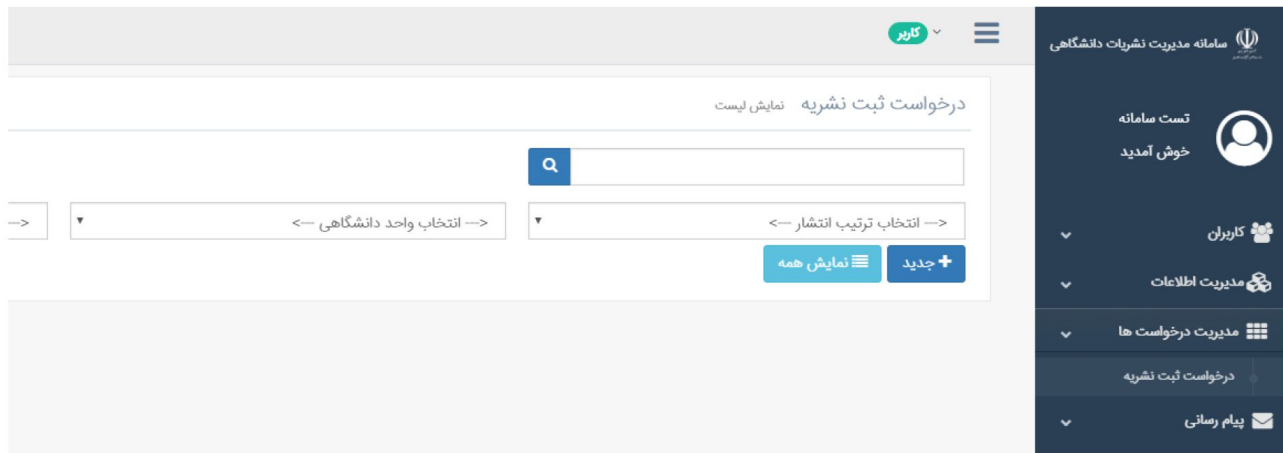 سامانه مدیریت نشریات دانشگاهی
تست سامانه
خوش آمدید
کاربران
مدیریت اطلاعات
مدیریت درخواست ها
درخواست ثبت نشریه
پیام رسانی
کاربر
درخواست ثبت نشریه نمایش لیست
<--- انتخاب ترتیب انتشار ---> <--- انتخاب واحد دانشگاهی ---> <---
جدید نمایش همه